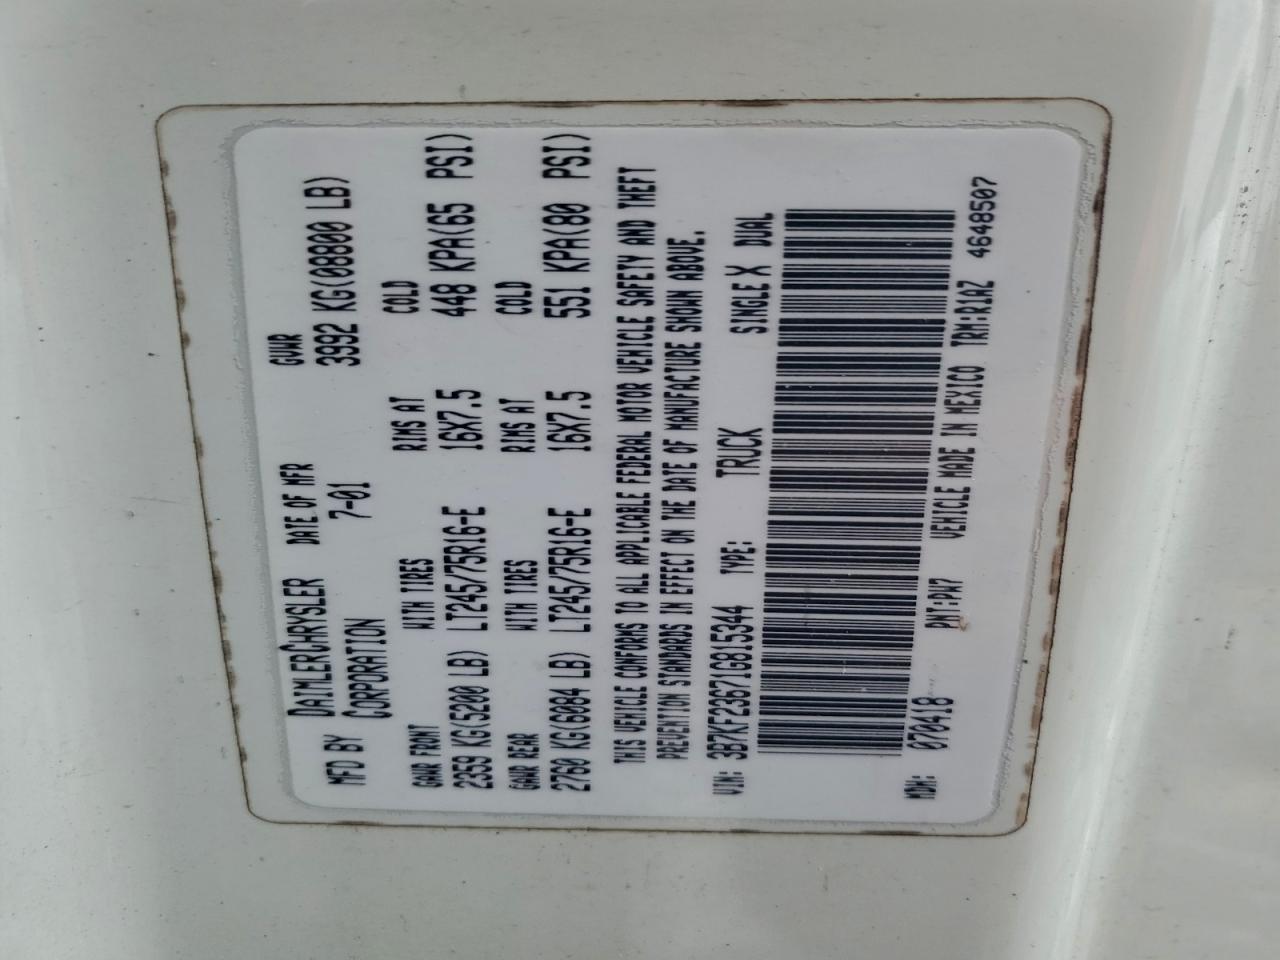 MFD BY DAIMLERCHRYSLER DATE OF MFR GVWR
CORPORATION 7-01 3992 KG(08800 LB)
GAWR FRONT WITH TIRES RIMS AT COLD
2359 KG(5200 LB) LT245/75R16-E 16X7.5 448 KPA(65 PSI)
GAWR REAR WITH TIRES RIMS AT COLD
2760 KG(6084 LB) LT245/75R16-E 16X7.5 551 KPA(80 PSI)
THIS VEHICLE CONFORMS TO ALL APPLICABLE FEDERAL MOTOR VEHICLE SAFETY AND THEFT
PREVENTION STANDARDS IN EFFECT ON THE DATE OF MANUFACTURE SHOWN ABOVE.
VIN: 3B7KF23671G815344 TYPE: TRUCK SINGLE X DUAL
MDH: 070418 PNT:PW7 VEHICLE MADE IN MEXICO TRM:R1AZ 4648507